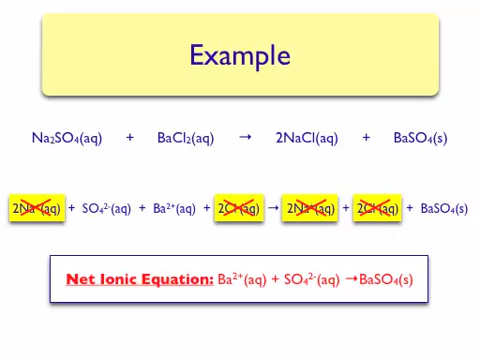 Example
Na₂SO₄(aq) + BaCl₂(aq) → 2NaCl(aq) + BaSO₄(s)
2Na⁺(aq) + SO₄²⁻(aq) + Ba²⁺(aq) + 2Cl⁻(aq) → 2Na⁺(aq) + 2Cl⁻(aq) + BaSO₄(s)
Net Ionic Equation: Ba²⁺(aq) + SO₄²⁻(aq) →BaSO₄(s)